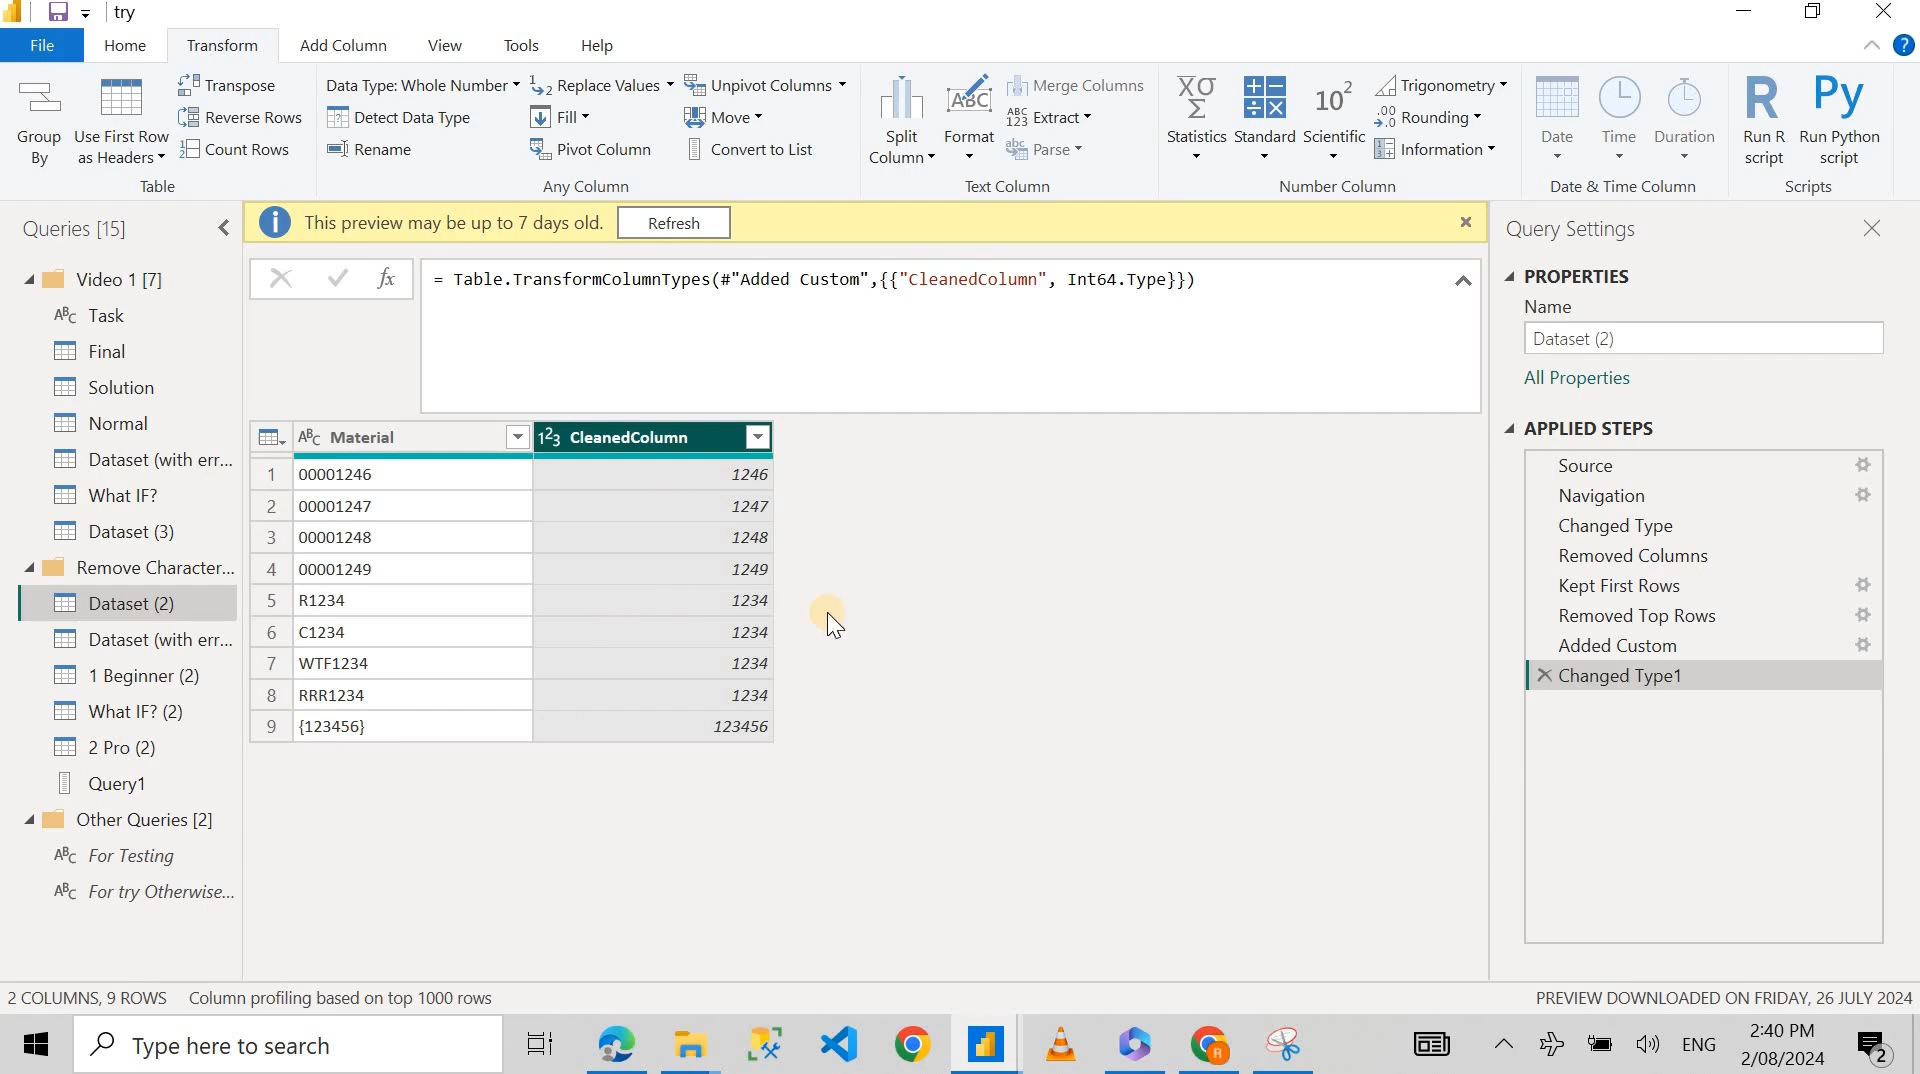 try
File Home Transform Add Column View Tools Help
Group By
Use First Row as Headers
Transpose
Reverse Rows
Count Rows
Table
Data Type: Whole Number
Detect Data Type
Rename
Replace Values
Fill
Pivot Column
Unpivot Columns
Move
Convert to List
Any Column
Split Column
Format
Merge Columns
Extract
Parse
Text Column
Statistics
Standard
Scientific
Trigonometry
Rounding
Information
Number Column
Date
Time
Duration
Date & Time Column
R
Run R script
Py
Run Python script
Scripts
Queries [15]
Video 1 [7]
Task
Final
Solution
Normal
Dataset (with err...
What IF?
Dataset (3)
Remove Character...
Dataset (2)
Dataset (with err...
1 Beginner (2)
What IF? (2)
2 Pro (2)
Query1
Other Queries [2]
For Testing
For try Otherwise...
This preview may be up to 7 days old. Refresh
fx = Table.TransformColumnTypes(#"Added Custom",{{"CleanedColumn", Int64.Type}})
Material CleanedColumn
1 00001246 1246
2 00001247 1247
3 00001248 1248
4 00001249 1249
5 R1234 1234
6 C1234 1234
7 WTF1234 1234
8 RRR1234 1234
9 {123456} 123456
Query Settings
PROPERTIES
Name
Dataset (2)
All Properties
APPLIED STEPS
Source
Navigation
Changed Type
Removed Columns
Kept First Rows
Removed Top Rows
Added Custom
Changed Type1
2 COLUMNS, 9 ROWS Column profiling based on top 1000 rows
PREVIEW DOWNLOADED ON FRIDAY, 26 JULY 2024
Type here to search
ENG
2:40 PM
2/08/2024
2